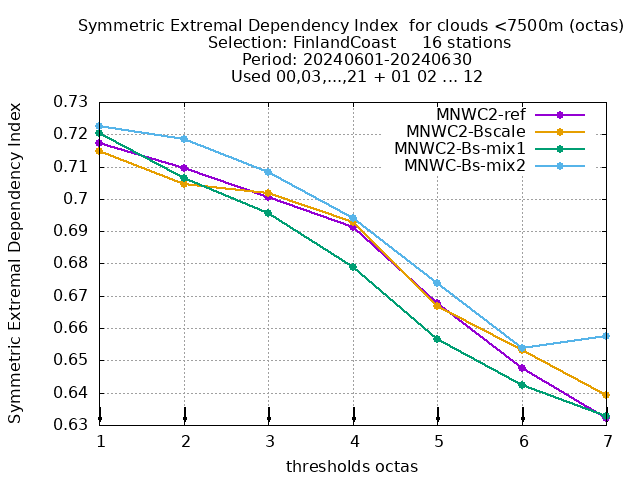 Symmetric Extremal Dependency Index  for clouds <7500m (octas)
Selection: FinlandCoast     16 stations
Period: 20240601-20240630
Used 00,03,...,21 + 01 02 ... 12
Symmetric Extremal Dependency Index
0.73
0.72
0.71
0.7
0.69
0.68
0.67
0.66
0.65
0.64
0.63
MNWC2-ref
MNWC2-Bscale
MNWC2-Bs-mix1
MNWC-Bs-mix2
1 2 3 4 5 6 7
thresholds octas